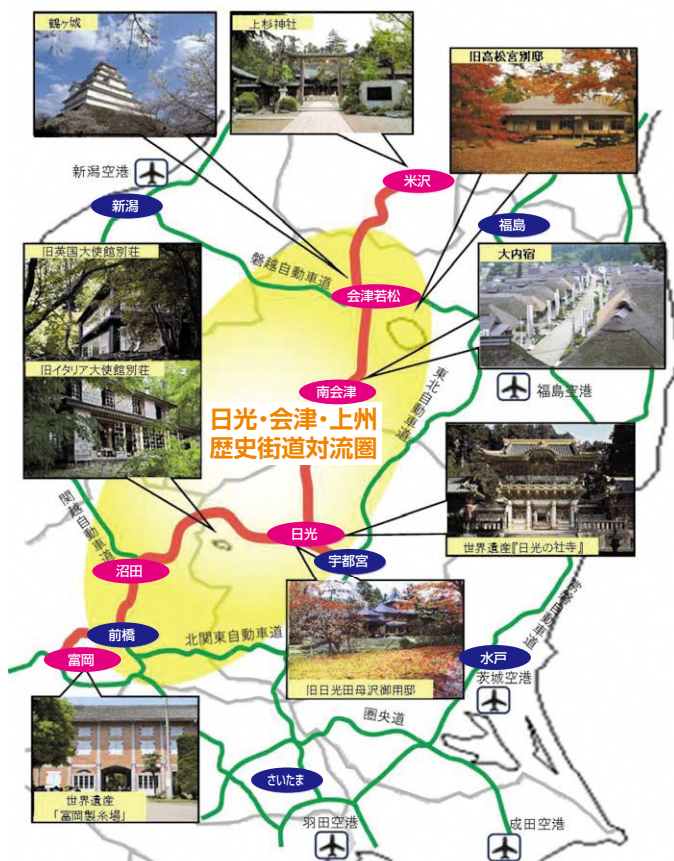 鶴ヶ城
上杉神社
旧高松宮別邸
新潟空港
米沢
新潟
福島
旧英国大使館別荘
磐越自動車道
大内宿
会津若松
旧イタリア大使館別荘
南会津
福島空港
東北自動車道
日光・会津・上州
歴史街道対流圏
関越自動車道
日光
世界遺産『日光の社寺』
宇都宮
沼田
常磐自動車道
前橋
北関東自動車道
富岡
水戸
茨城空港
旧日光田母沢御用邸
圏央道
さいたま
世界遺産
「富岡製糸場」
羽田空港
成田空港